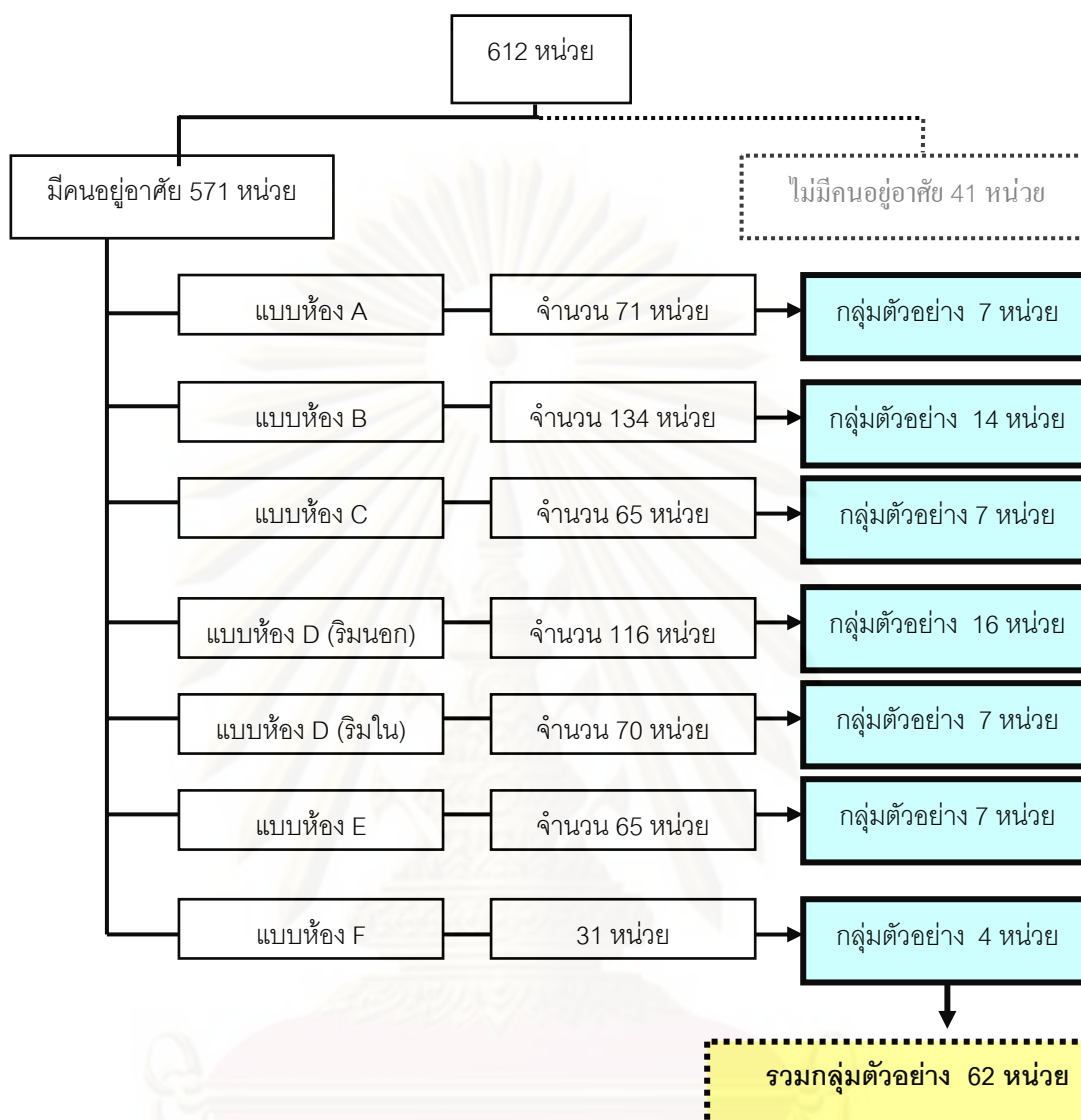 612 หน่วย
มีคนอยู่อาศัย 571 หน่วย
ไม่มีคนอยู่อาศัย 41 หน่วย
แบบห้อง A
จำนวน 71 หน่วย
กลุ่มตัวอย่าง 7 หน่วย
แบบห้อง B
จำนวน 134 หน่วย
กลุ่มตัวอย่าง 14 หน่วย
แบบห้อง C
จำนวน 65 หน่วย
กลุ่มตัวอย่าง 7 หน่วย
แบบห้อง D (ริมนอก)
จำนวน 116 หน่วย
กลุ่มตัวอย่าง 16 หน่วย
แบบห้อง D (ริมใน)
จำนวน 70 หน่วย
กลุ่มตัวอย่าง 7 หน่วย
แบบห้อง E
จำนวน 65 หน่วย
กลุ่มตัวอย่าง 7 หน่วย
แบบห้อง F
31 หน่วย
กลุ่มตัวอย่าง 4 หน่วย
รวมกลุ่มตัวอย่าง 62 หน่วย